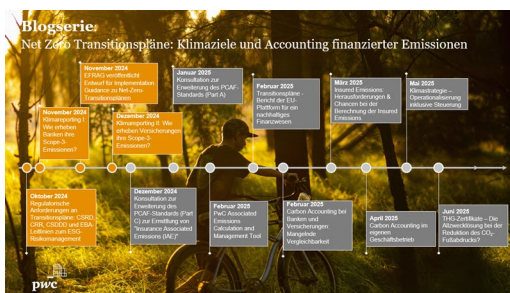 Blogserie
Net Zero Transitionspläne: Klimaziele und Accounting finanzierter Emissionen
November 2024
EFRAG veröffentlicht
Entwurf für Implementation
Guidance zu Net-Zero-
Transitionsplänen
Januar 2025
Konsultation zur
Erweiterung des PCAF-
Standards (Part A)
Februar 2025
Transitionspläne -
Bericht der EU-
Plattform für ein
nachhaltiges
Finanzwesen
März 2025
Insured Emissions:
Herausforderungen &
Chancen bei der
Berechnung der Insured
Emissions
Mai 2025
Klimastrategie –
Operationalisierung
inklusive Steuerung
November 2024
Klimareporting I:
Wie erheben
Banken ihre
Scope-3-
Emissionen?
Dezember 2024
Klimareporting II: Wie
erheben Versicherungen
ihre Scope-3-
Emissionen?
Oktober 2024
Regulatorische
Anforderungen an
Transitionspläne: CSRD,
CRR, CSDDD und EBA-
Leitlinien zum ESG-
Risikomanagement
Dezember 2024
Konsultation zur
Erweiterung des
PCAF-Standards (Part
C) zur Ermittlung von
"Insurance Associated
Emissions (IAE)"
Februar 2025
PwC Associated
Emissions
Calculation and
Management Tool
Februar 2025
Carbon Accounting bei
Banken und
Versicherungen:
Mangelnde
Vergleichbarkeit
April 2025
Carbon Accounting im
eigenen
Geschäftsbetrieb
Juni 2025
THG-Zertifikate – Die
Allzwecklösung bei der
Reduktion des CO₂-
Fußabdrucks?
pwc